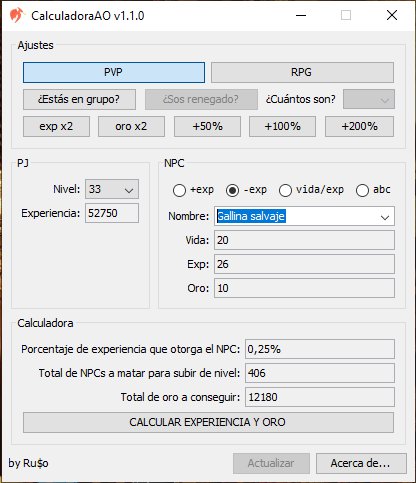 CalculadoraAO v1.1.0
Ajustes
PVP RPG
¿Estás en grupo? ¿Sos renegado? ¿Cuántos son?
exp x2 oro x2 +50% +100% +200%
PJ
Nivel: 33
Experiencia: 52750
NPC
+exp -exp vida/exp abc
Nombre: Gallina salvaje
Vida: 20
Exp: 26
Oro: 10
Calculadora
Porcentaje de experiencia que otorga el NPC: 0,25%
Total de NPCs a matar para subir de nivel: 406
Total de oro a conseguir: 12180
CALCULAR EXPERIENCIA Y ORO
by Ru$o Actualizar Acerca de...